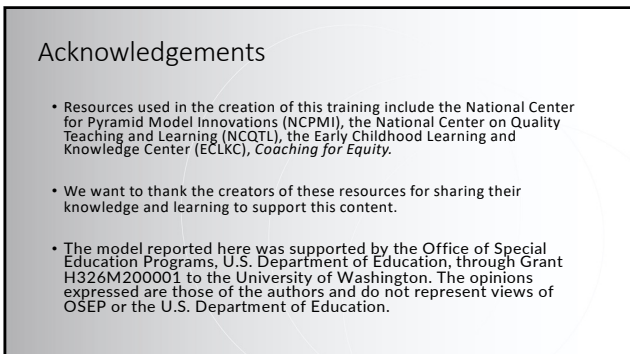 Acknowledgements
• Resources used in the creation of this training include the National Center
for Pyramid Model Innovations (NCPMI), the National Center on Quality
Teaching and Learning (NCQTL), the Early Childhood Learning and
Knowledge Center (ECLKC), Coaching for Equity.
• We want to thank the creators of these resources for sharing their
knowledge and learning to support this content.
• The model reported here was supported by the Office of Special
Education Programs, U.S. Department of Education, through Grant
H326M200001 to the University of Washington. The opinions
expressed are those of the authors and do not represent views of
OSEP or the U.S. Department of Education.